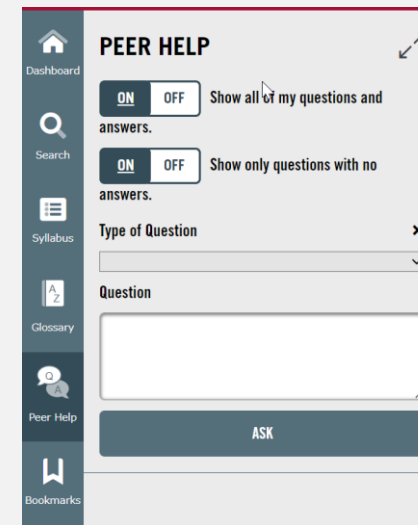 Dashboard
Search
Syllabus
A
Z
Glossary
Q
A
Peer Help
Bookmarks
PEER HELP
ON OFF Show all of my questions and
answers.
ON OFF Show only questions with no
answers.
Type of Question
Question
ASK